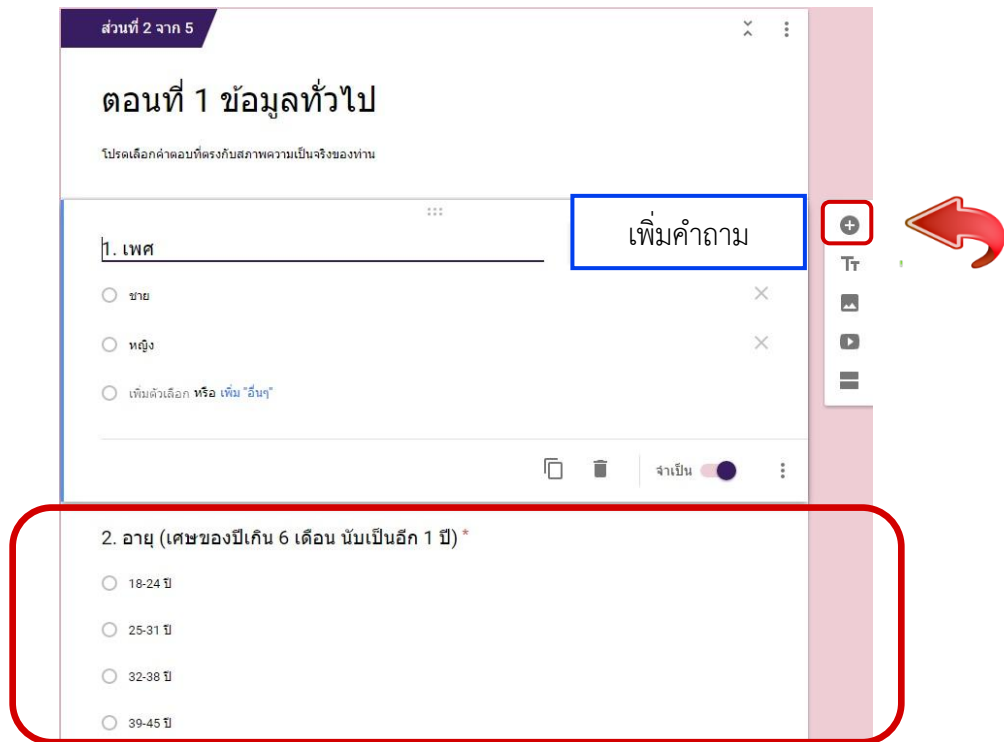 ส่วนที่ 2 จาก 5
ตอนที่ 1 ข้อมูลทั่วไป
โปรดเลือกคำตอบที่ตรงกับสภาพความเป็นจริงของท่าน
เพิ่มคำถาม
1. เพศ
Tт
ชาย
หญิง
เพิ่มตัวเลือก หรือ เพิ่ม "อื่นๆ"
จำเป็น
2. อายุ (เศษของปีเกิน 6 เดือน นับเป็นอีก 1 ปี) *
18-24 ปี
25-31 ปี
32-38 ปี
39-45 ปี